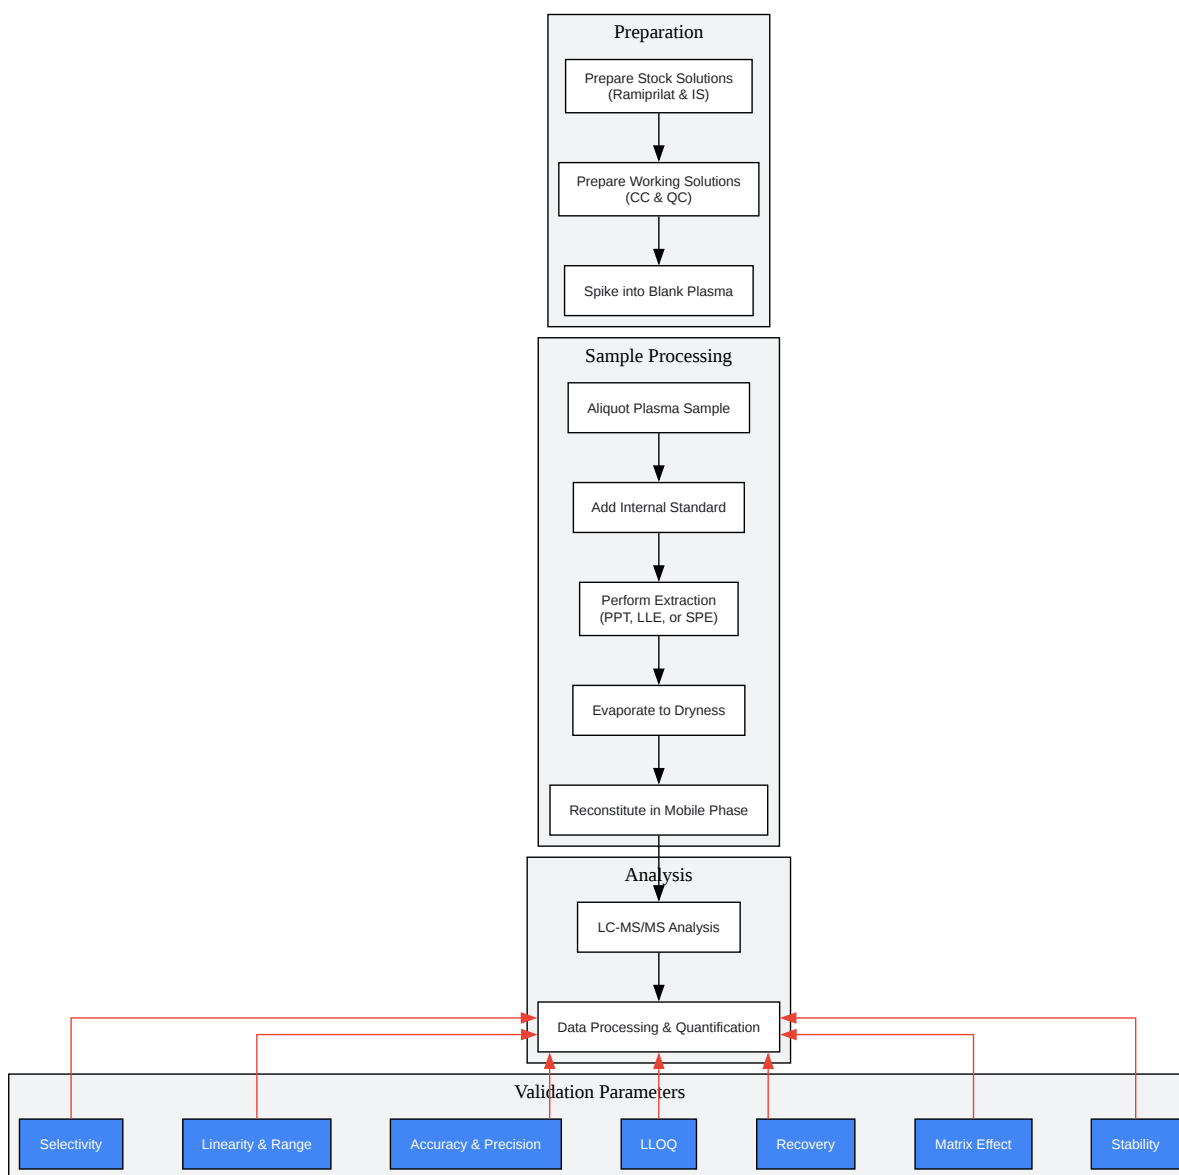 Preparation
Prepare Stock Solutions
(Ramiprilat & IS)
Prepare Working Solutions
(CC & QC)
Spike into Blank Plasma
Sample Processing
Aliquot Plasma Sample
Add Internal Standard
Perform Extraction
(PPT, LLE, or SPE)
Evaporate to Dryness
Reconstitute in Mobile Phase
Analysis
LC-MS/MS Analysis
Data Processing & Quantification
Validation Parameters
Selectivity
Linearity & Range
Accuracy & Precision
LLOQ
Recovery
Matrix Effect
Stability